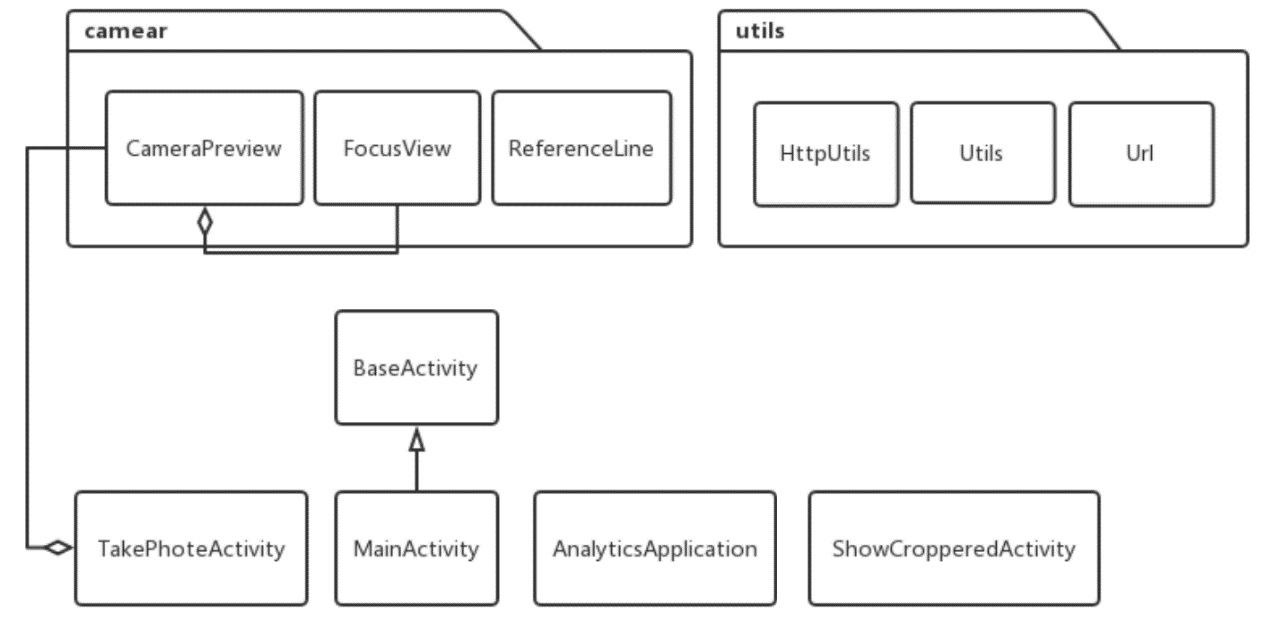 camear
utils
CameraPreview
FocusView
ReferenceLine
HttpUtils
Utils
Url
BaseActivity
TakePhoteActivity
MainActivity
AnalyticsApplication
ShowCropperedActivity